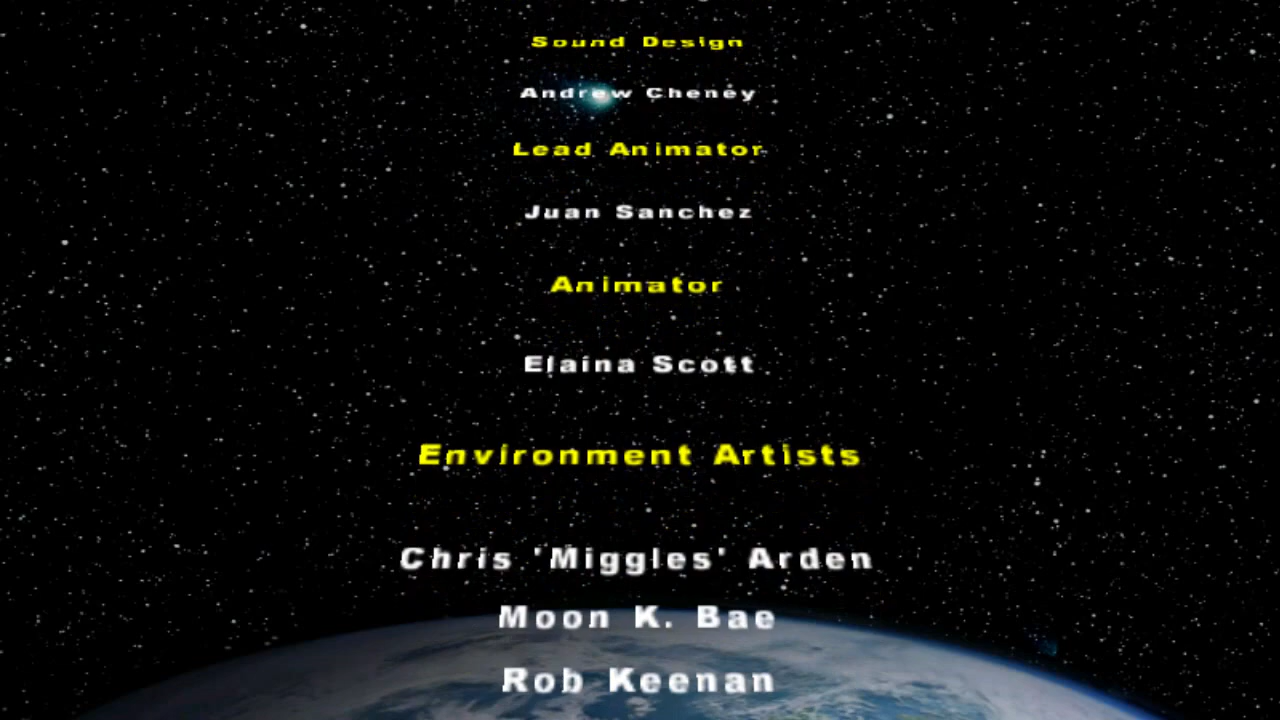 Sound Design
Andrew Cheney
Lead Animator
Juan Sanchez
Animator
Elaina Scott
Environment Artists
Chris 'Miggles' Arden
Moon K. Bae
Rob Keenan